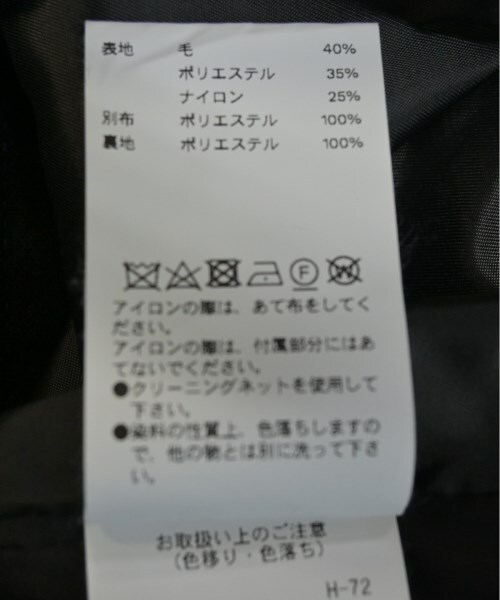 表地 毛 40%
ポリエステル 35%
ナイロン 25%
別布 ポリエステル 100%
裏地 ポリエステル 100%
F W
アイロンの際は、あて布をしてく
ださい。
アイロンの際は、付属部分にはあ
てないでください。
●クリーニングネットを使用して
下さい。
●染料の性質上、色落ちしますの
で、他の物とは別に洗って下さ
い。
お取扱い上のご注意
(色移り・色落ち)
H-72